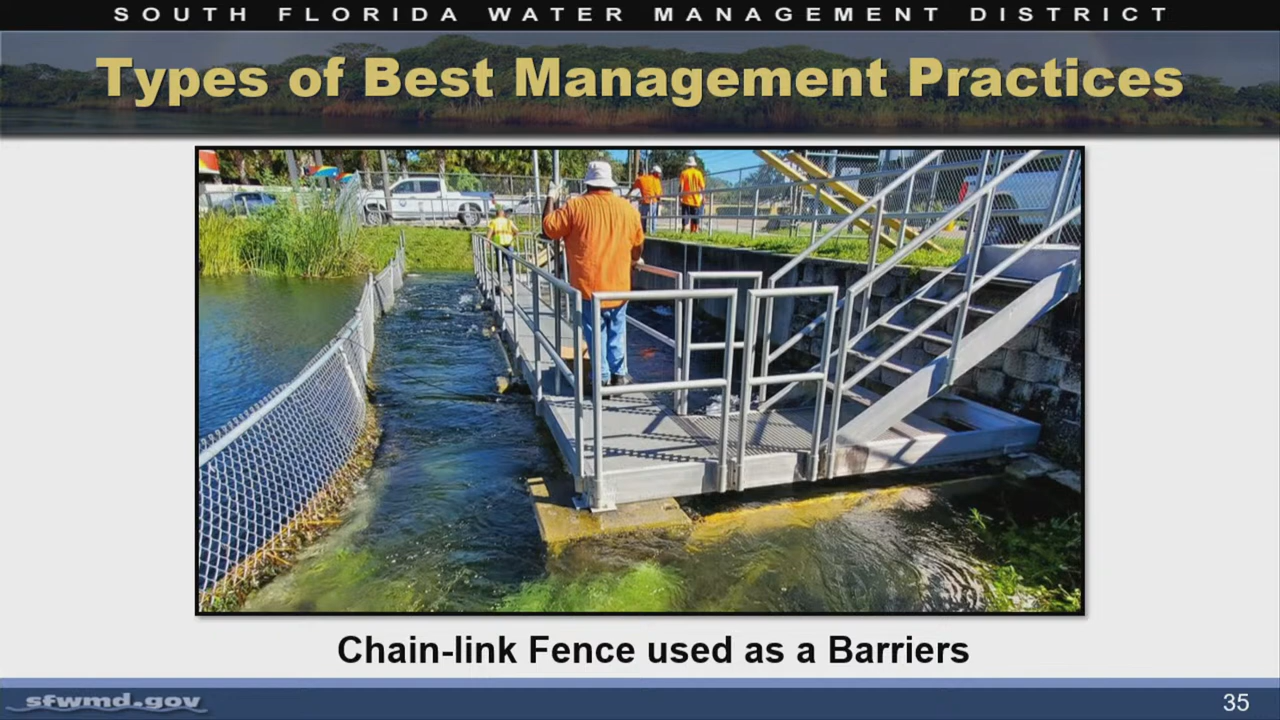 SOUTH FLORIDA WATER MANAGEMENT DISTRICT
Types of Best Management Practices
Chain-link Fence used as a Barriers
sfwmd.gov
35